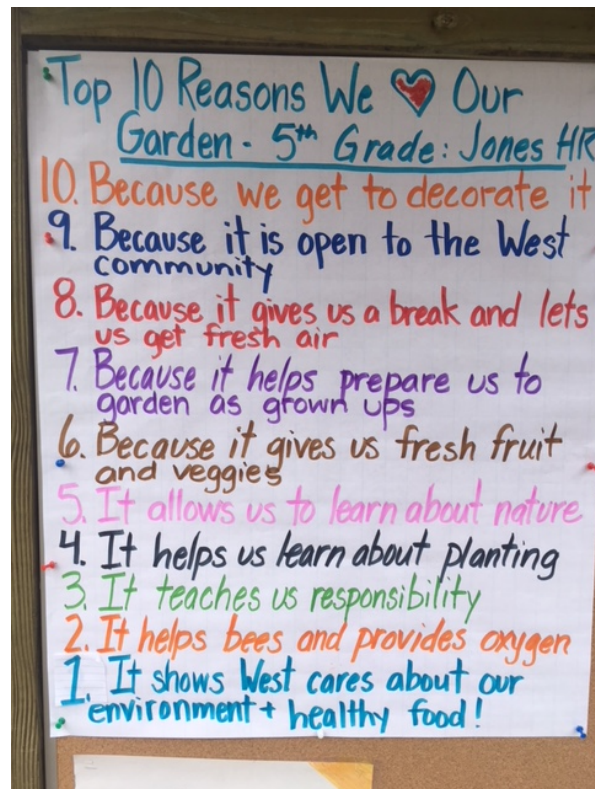 Top 10 Reasons We ❤ Our
Garden - 5th Grade: Jones HR
10. Because we get to decorate it
9. Because it is open to the West
community
8. Because it gives us a break and lets
us get fresh air
7. Because it helps prepare us to
garden as grown ups
6. Because it gives us fresh fruit
and veggies
5. It allows us to learn about nature
4. It helps us learn about planting
3. It teaches us responsibility
2. It helps bees and provides oxygen
1. It shows West cares about our
environment + healthy food!